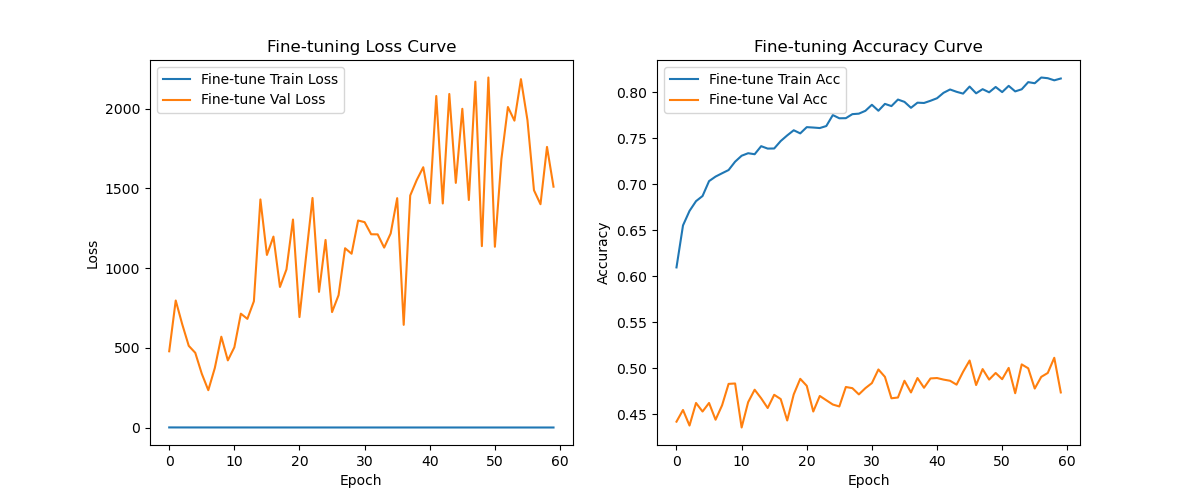 Fine-tuning Loss Curve
Fine-tune Train Loss
Fine-tune Val Loss
Loss
2000
1500
1000
500
0
0 10 20 30 40 50 60
Epoch
Fine-tuning Accuracy Curve
Fine-tune Train Acc
Fine-tune Val Acc
Accuracy
0.80
0.75
0.70
0.65
0.60
0.55
0.50
0.45
0 10 20 30 40 50 60
Epoch